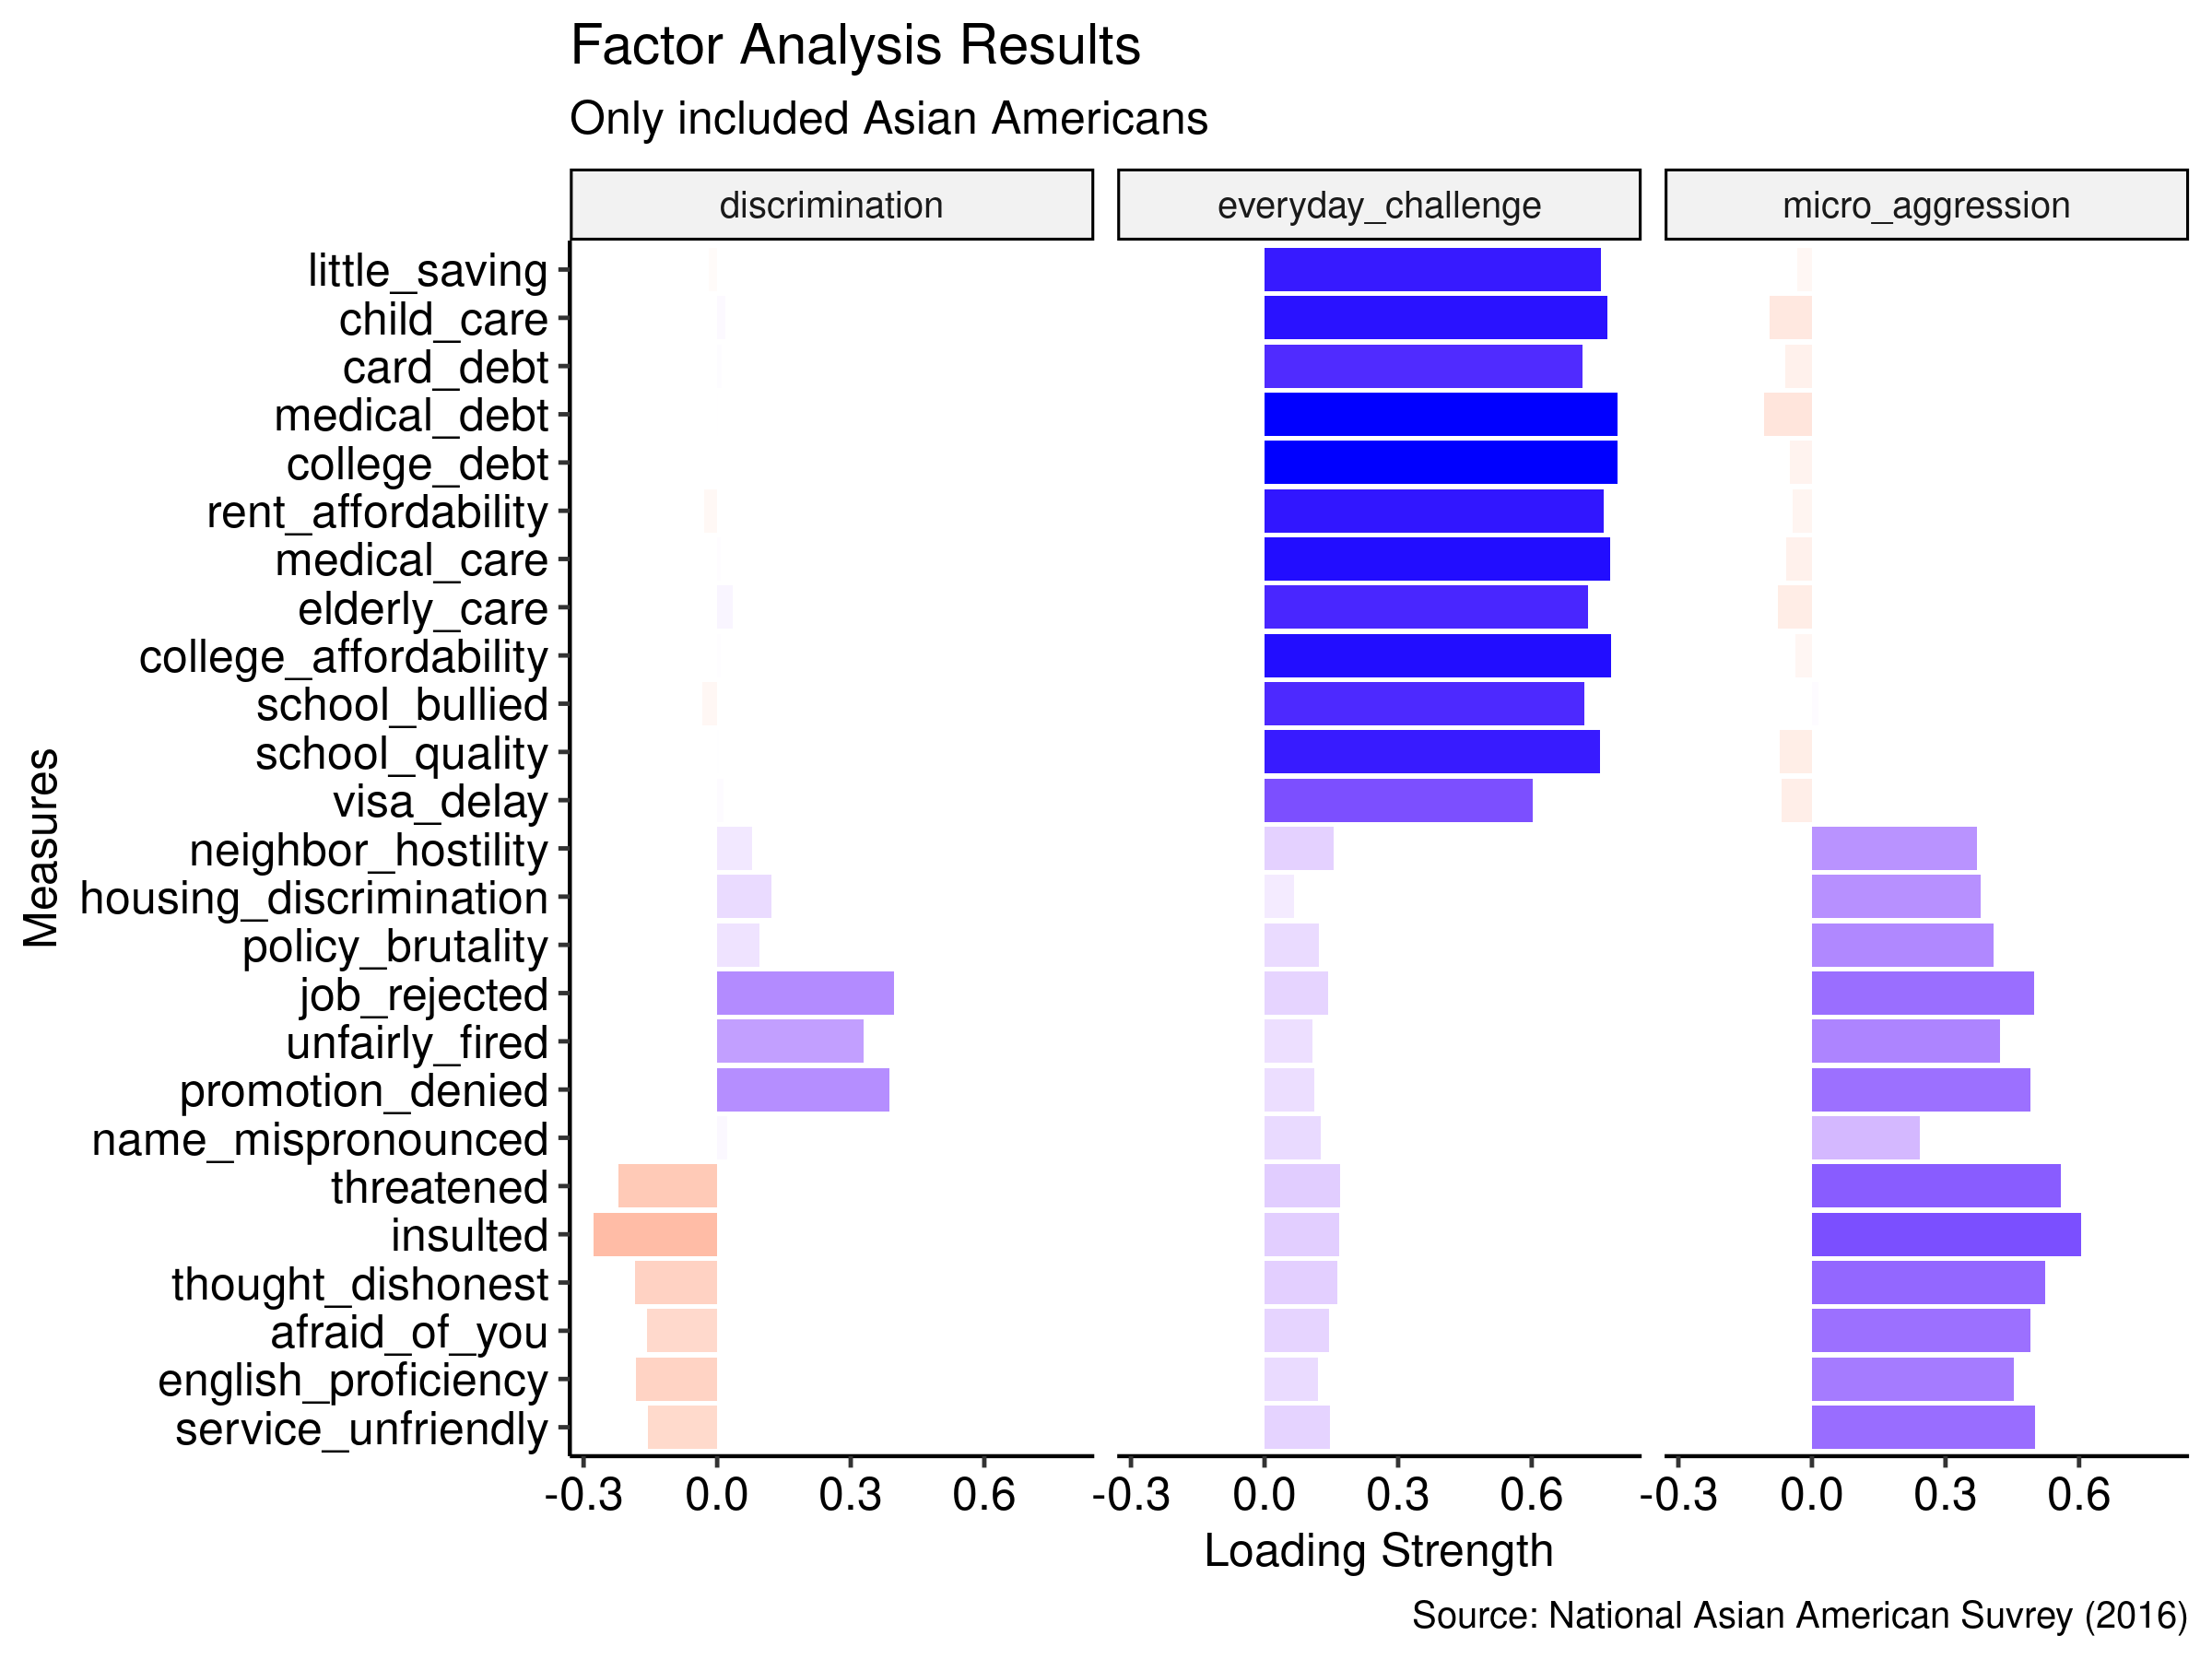 Factor Analysis Results
Only included Asian Americans
discrimination everyday_challenge micro_aggression
little_saving
child_care
card_debt
medical_debt
college_debt
rent_affordability
medical_care
elderly_care
college_affordability
school_bullied
school_quality
visa_delay
neighbor_hostility
housing_discrimination
policy_brutality
job_rejected
unfairly_fired
promotion_denied
name_mispronounced
threatened
insulted
thought_dishonest
afraid_of_you
english_proficiency
service_unfriendly
Measures
-0.3 0.0 0.3 0.6 -0.3 0.0 0.3 0.6 -0.3 0.0 0.3 0.6
Loading Strength
Source: National Asian American Suvrey (2016)